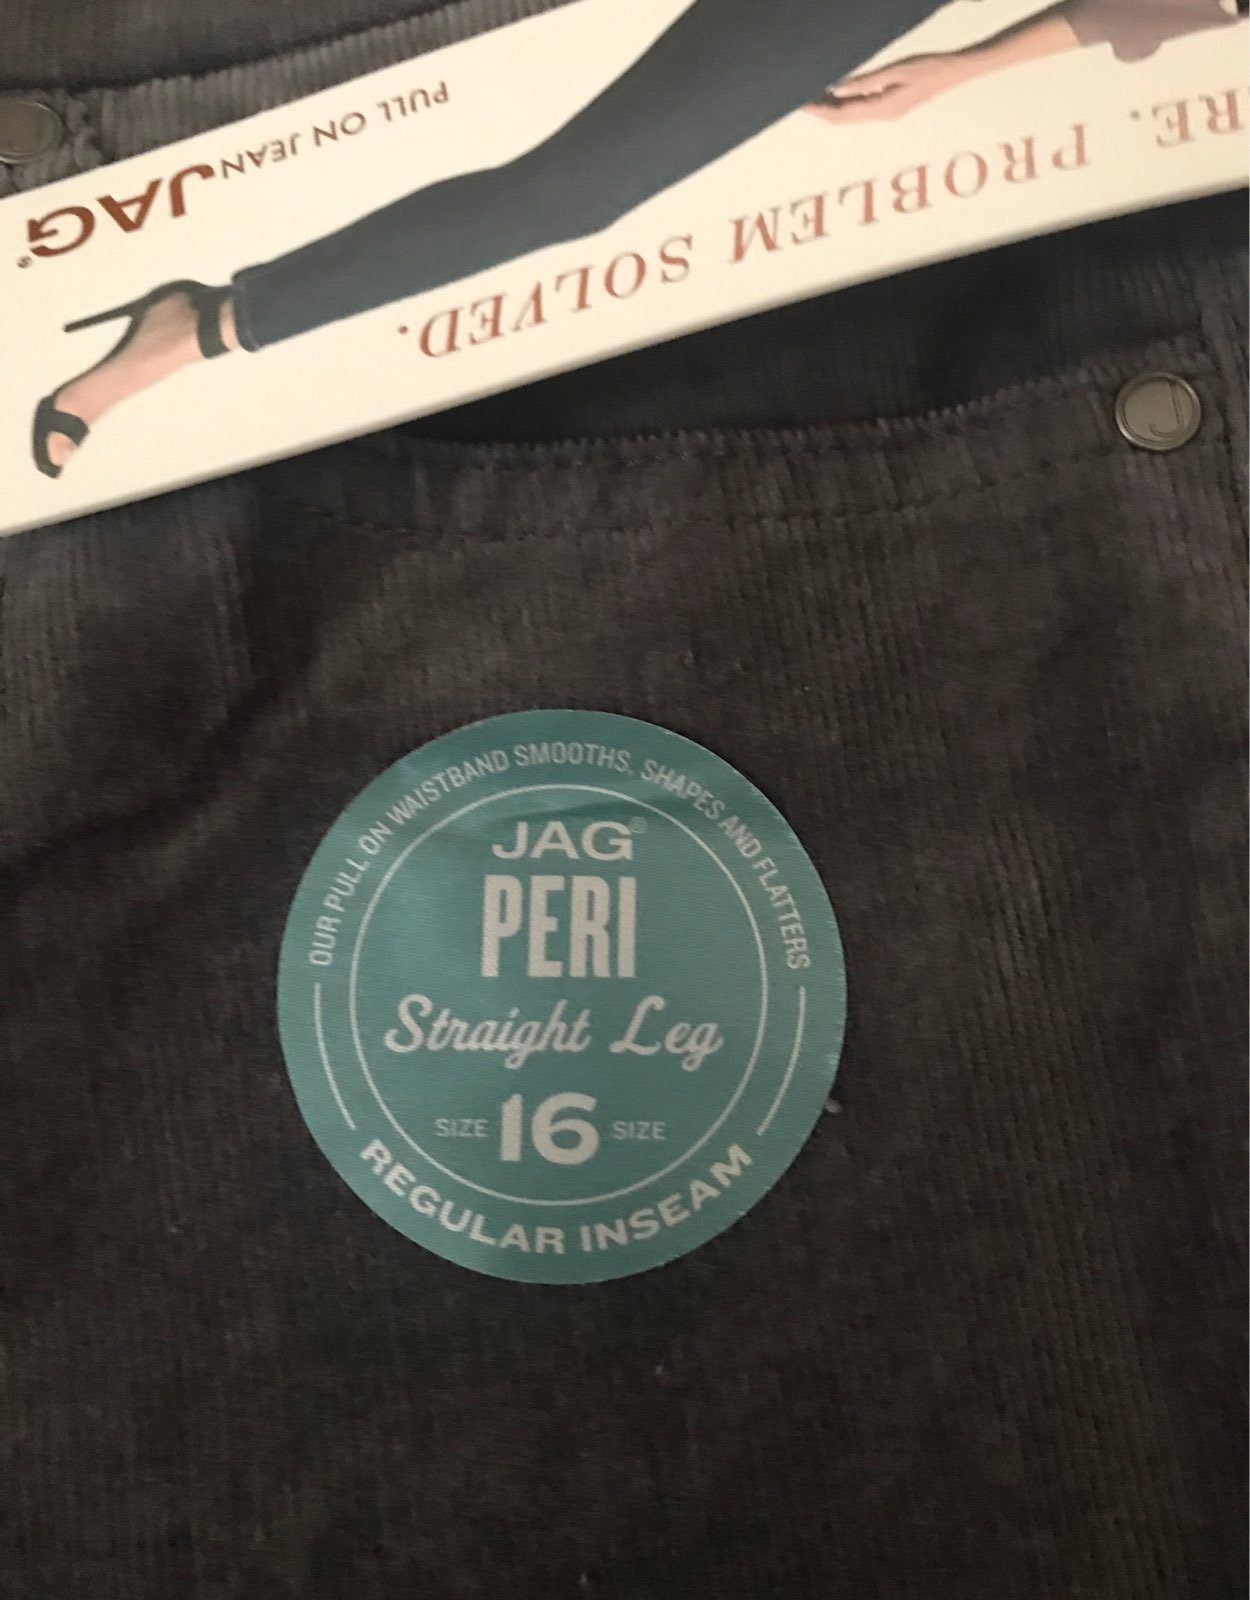 JAG®
PULL ON JEAN
PROBLEM SOLVED.
OUR PULL ON WAISTBAND SMOOTHS, SHAPES AND FLATTERS
JAG®
PERI
Straight Leg
SIZE 16 SIZE
REGULAR INSEAM
J